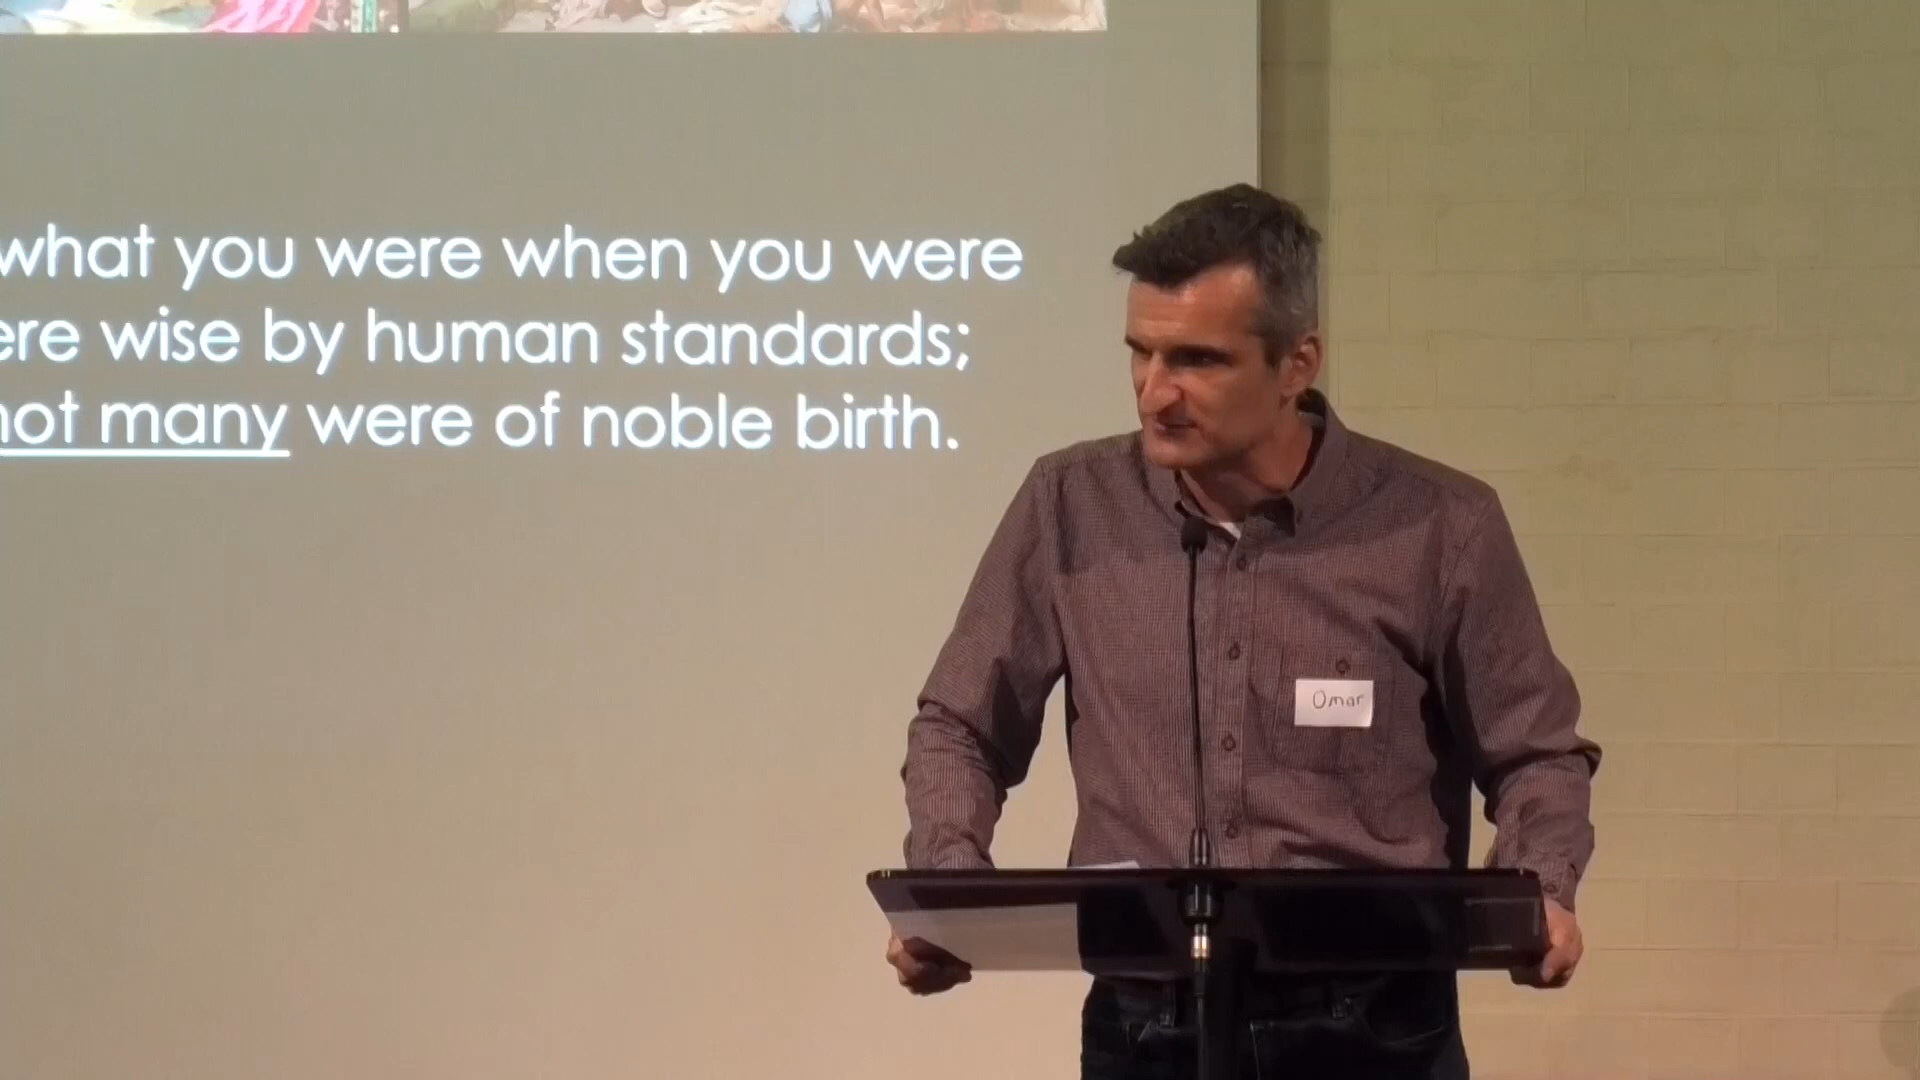 what you were when you were
ere wise by human standards;
not many were of noble birth.
Omar